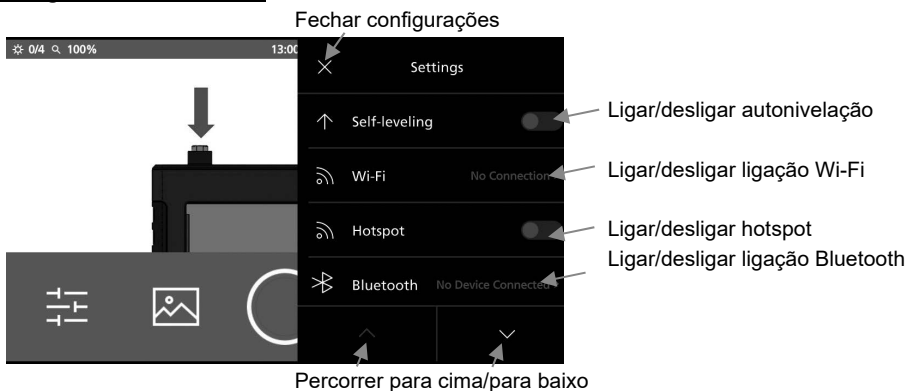 Fechar configurações
0/4 100% 13:00
Settings
Self-leveling
Ligar/desligar autonivelação
Wi-Fi No Connection
Ligar/desligar ligação Wi-Fi
Hotspot
Ligar/desligar hotspot
Ligar/desligar ligação Bluetooth
Bluetooth No Device Connected
Percorrer para cima/para baixo